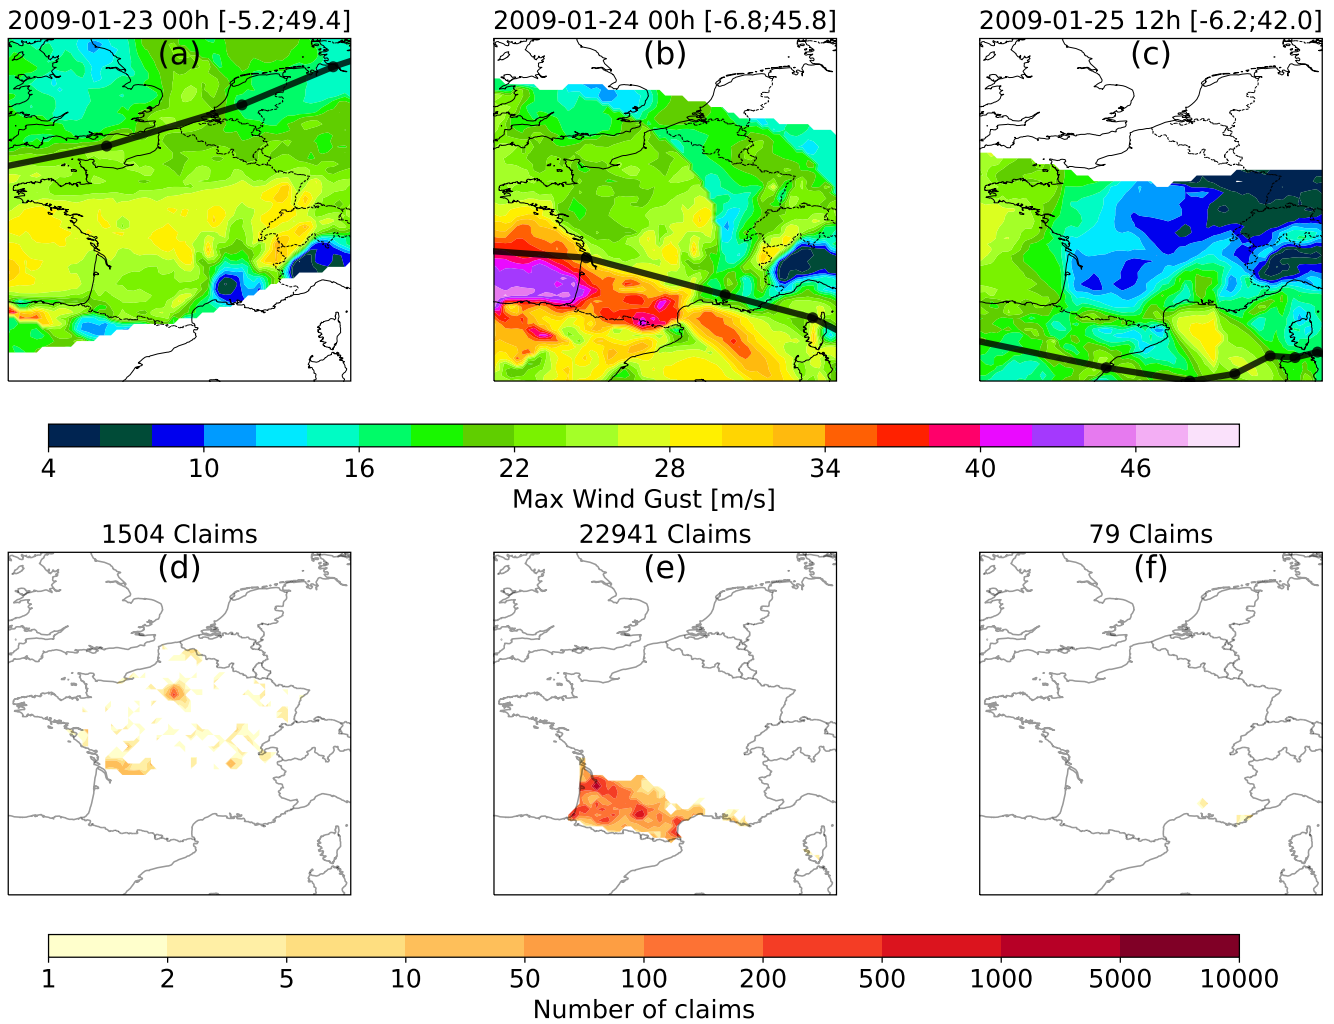 2009-01-23 00h [-5.2;49.4]
2009-01-24 00h [-6.8;45.8]
2009-01-25 12h [-6.2;42.0]
(a)
(b)
(c)
4 10 16 22 28 34 40 46
Max Wind Gust [m/s]
1504 Claims
22941 Claims
79 Claims
(d)
(e)
(f)
1 2 5 10 50 100 200 500 1000 5000 10000
Number of claims